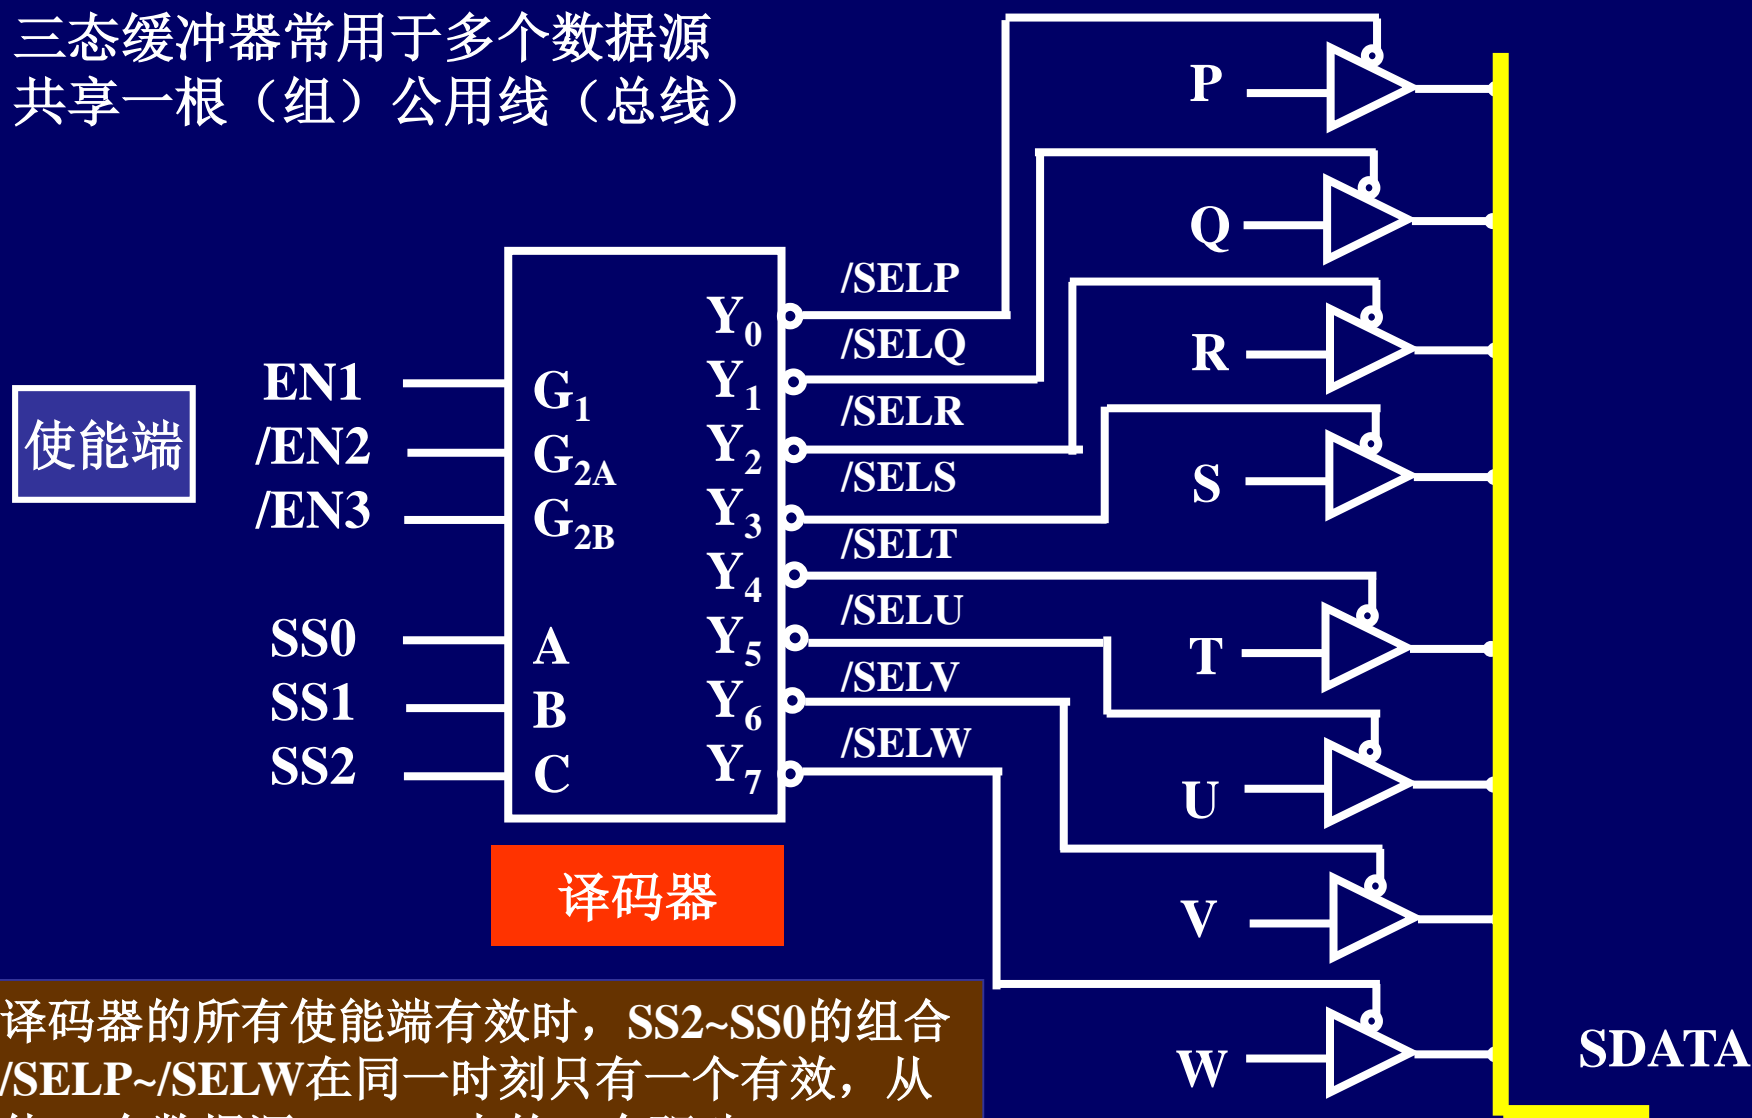 三态缓冲器常用于多个数据源
共享一根（组）公用线（总线）
P
Q
R
S
T
U
V
W
/SELP
/SELQ
/SELR
/SELS
/SELT
/SELU
/SELV
/SELW
Y0
Y1
Y2
Y3
Y4
Y5
Y6
Y7
使能端
EN1
/EN2
/EN3
G1
G2A
G2B
SS0
SS1
SS2
A
B
C
译码器
SDATA
译码器的所有使能端有效时，SS2~SS0的组合
/SELP~/SELW在同一时刻只有一个有效，从